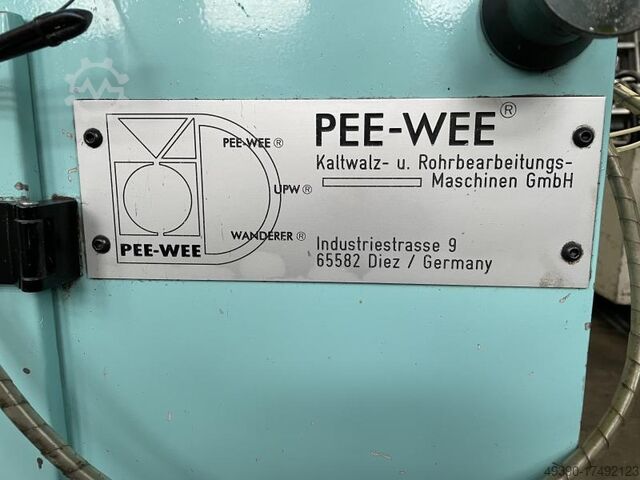 PEE-WEE®
UPW®
WANDERER®
PEE-WEE
PEE-WEE®
Kaltwalz- u. Rohrbearbeitungs-
Maschinen GmbH
Industriestrasse 9
65582 Diez / Germany
49390-17492123